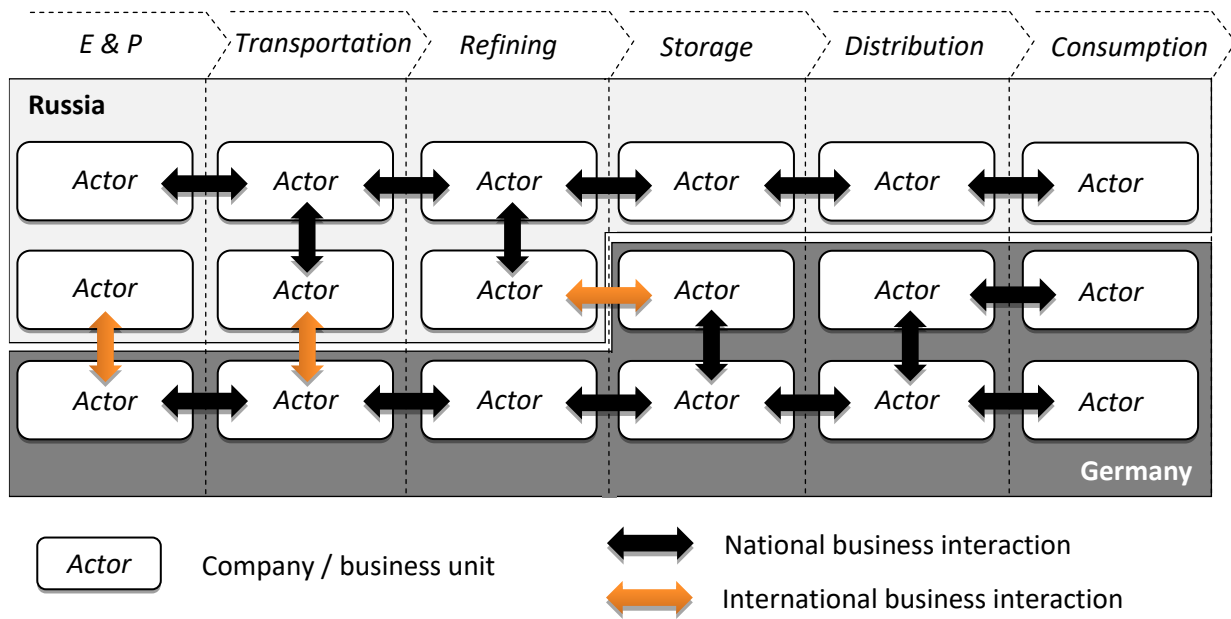 E & P Transportation Refining Storage Distribution Consumption
Russia
Actor Actor Actor Actor Actor Actor
Actor Actor Actor Actor Actor Actor
Actor Actor Actor Actor Actor Actor
Germany
Actor Company / business unit National business interaction
International business interaction